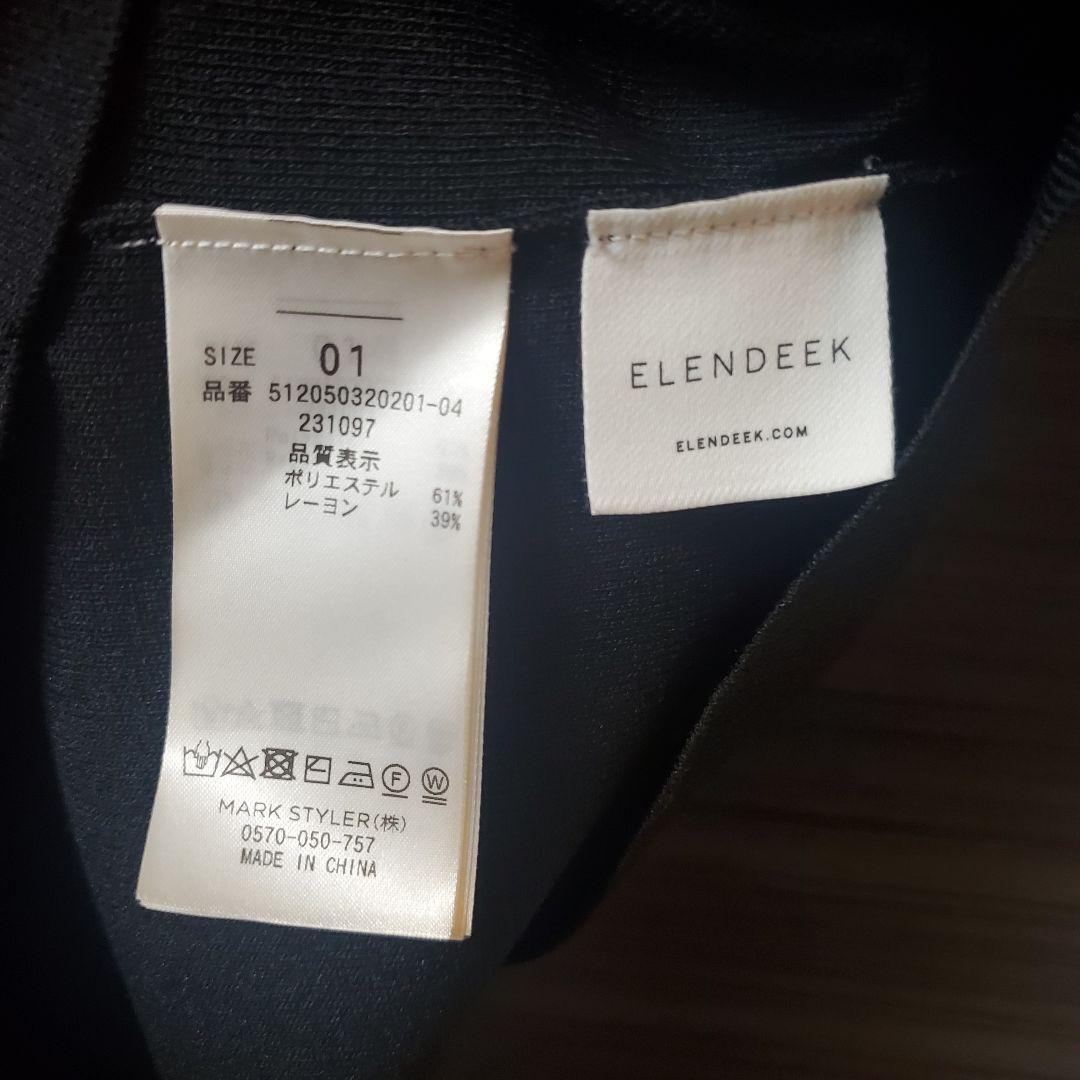 SIZE 01
品番 512050320201-04
231097
品質表示
ポリエステル 61%
レーヨン 39%
F W
MARK STYLER(株)
0570-050-757
MADE IN CHINA
ELENDEEK
ELENDEEK.COM